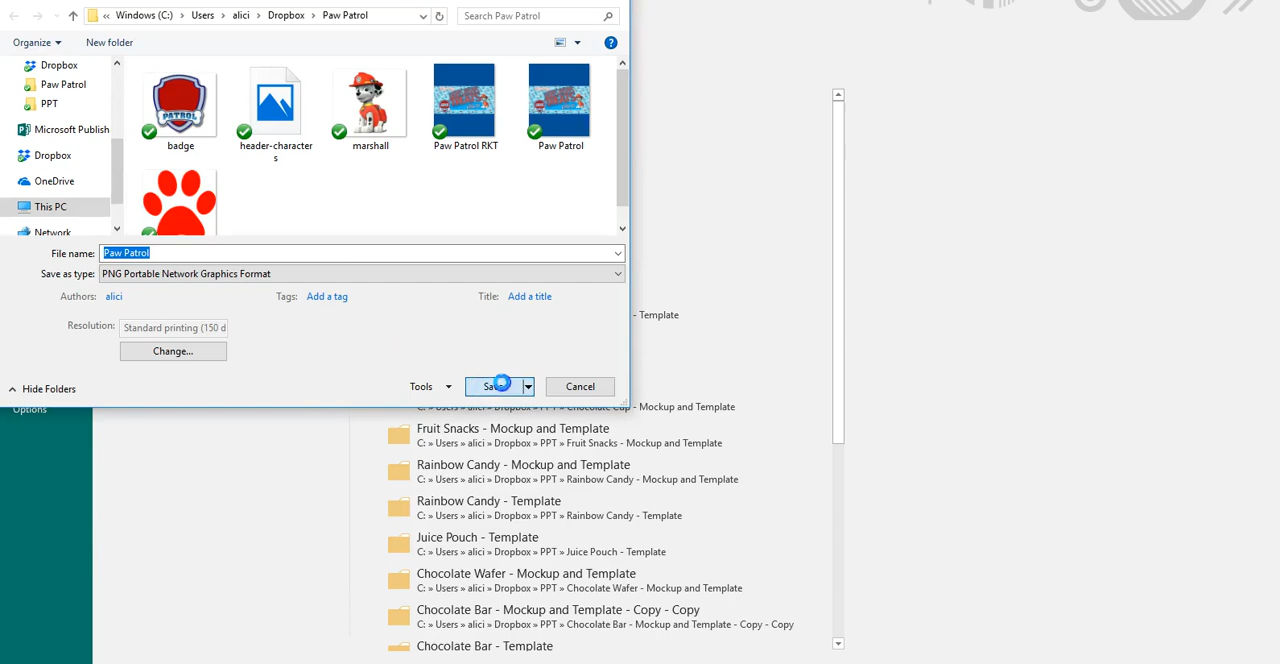 « Windows (C:) › Users › alici › Dropbox › Paw Patrol
Search Paw Patrol
Organize
New folder
Dropbox
Paw Patrol
PPT
Microsoft Publish
Dropbox
OneDrive
This PC
Network
PATROL
badge
header-character
s
marshall
Paw Patrol RKT
Paw Patrol
File name: Paw Patrol
Save as type: PNG Portable Network Graphics Format
Authors: alici
Tags: Add a tag
Title: Add a title
Resolution: Standard printing (150 d
Change...
Hide Folders
Tools
Cancel
Options
- Template
C: » Users » alici » Dropbox » PPT » Chocolate Cup - Mockup and Template
Fruit Snacks - Mockup and Template
C: » Users » alici » Dropbox » PPT » Fruit Snacks - Mockup and Template
Rainbow Candy - Mockup and Template
C: » Users » alici » Dropbox » PPT » Rainbow Candy - Mockup and Template
Rainbow Candy - Template
C: » Users » alici » Dropbox » PPT » Rainbow Candy - Template
Juice Pouch - Template
C: » Users » alici » Dropbox » PPT » Juice Pouch - Template
Chocolate Wafer - Mockup and Template
C: » Users » alici » Dropbox » PPT » Chocolate Wafer - Mockup and Template
Chocolate Bar - Mockup and Template - Copy - Copy
C: » Users » alici » Dropbox » PPT » Chocolate Bar - Mockup and Template - Copy - Copy
Chocolate Bar - Template